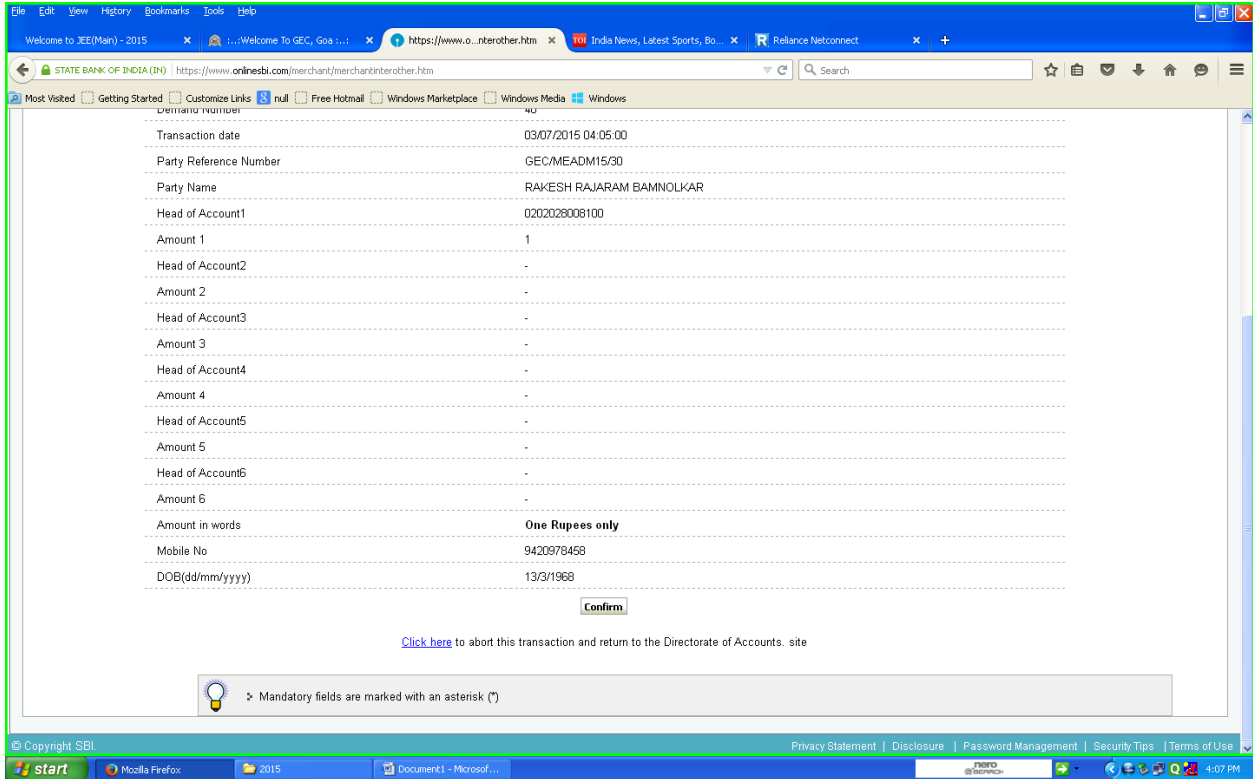 File Edit View History Bookmarks Tools Help
Welcome to JEE(Main) - 2015 × :..:Welcome To GEC, Goa :..: × https://www.o...nterother.htm × TOI India News, Latest Sports, Bo... × R Reliance Netconnect × +
STATE BANK OF INDIA (IN) https://www.onlinesbi.com/merchant/merchantinterother.htm Search
Most Visited Getting Started Customize Links 8 null Free Hotmail Windows Marketplace Windows Media Windows
Demand Number 46
Transaction date 03/07/2015 04:05:00
Party Reference Number GEC/MEADM15/30
Party Name RAKESH RAJARAM BAMNOLKAR
Head of Account1 0202028008100
Amount 1 1
Head of Account2 -
Amount 2 -
Head of Account3 -
Amount 3 -
Head of Account4 -
Amount 4 -
Head of Account5 -
Amount 5 -
Head of Account6 -
Amount 6 -
Amount in words One Rupees only
Mobile No 9420978458
DOB(dd/mm/yyyy) 13/3/1968
Confirm
Click here to abort this transaction and return to the Directorate of Accounts. site
Mandatory fields are marked with an asterisk (*)
© Copyright SBI. Privacy Statement | Disclosure | Password Management | Security Tips | Terms of Use
start Mozilla Firefox 2015 Document1 - Microsof... nero SEARCH Q 4:07 PM